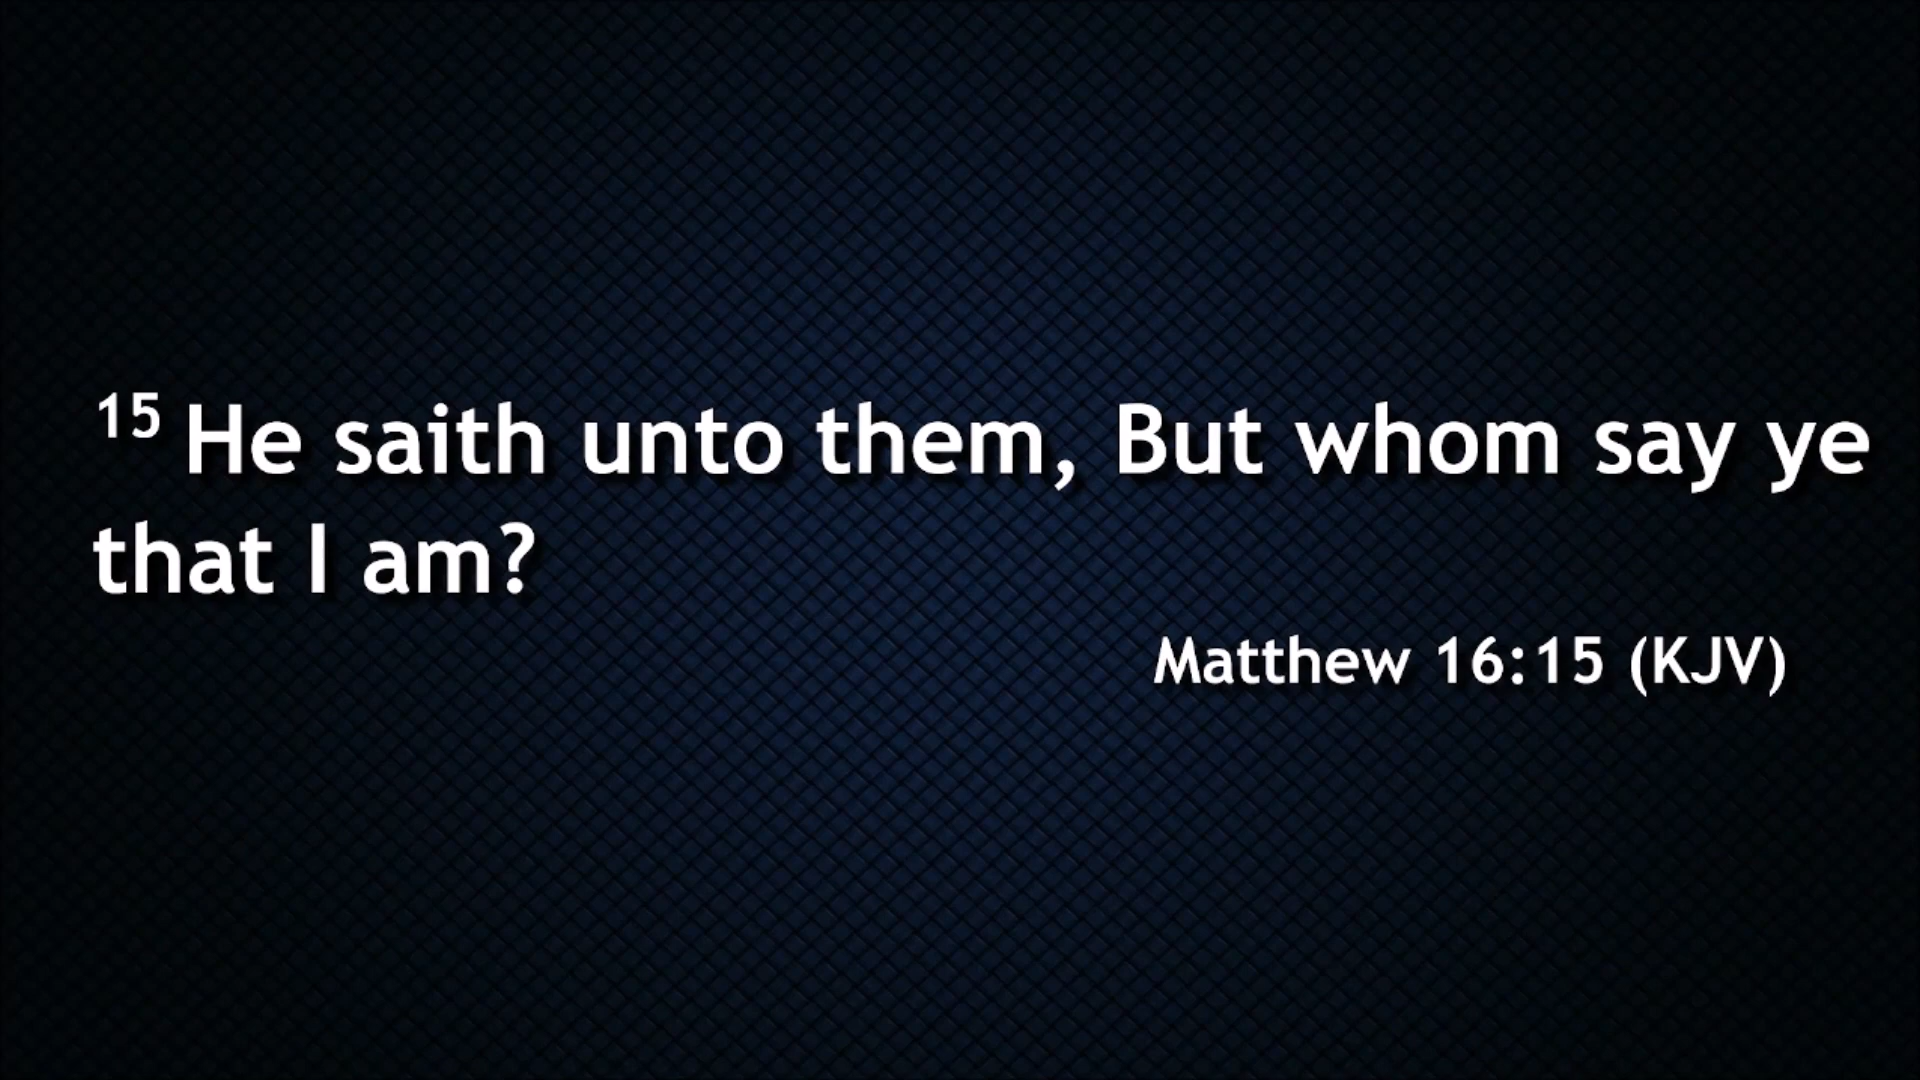 15 He saith unto them, But whom say ye
that I am?
Matthew 16:15 (KJV)